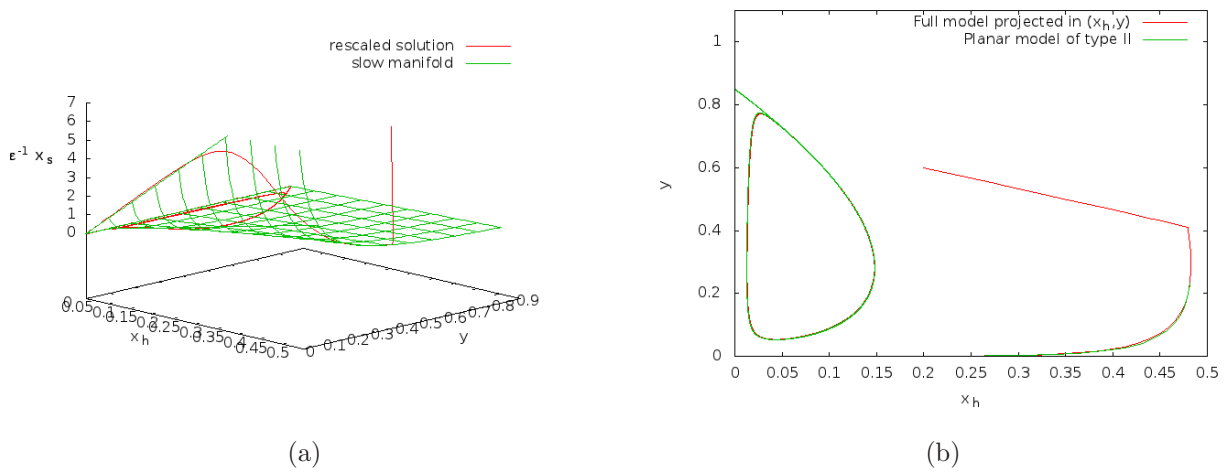 rescaled solution
slow manifold
7
6
5
4
3
2
1
0
ε⁻¹ xₛ
0
0.05
0.1
0.15
0.2
0.25
0.3
0.35
0.4
0.45
0.5
x_h
0
0.1
0.2
0.3
0.4
0.5
0.6
0.7
0.8
0.9
y
(a)
Full model projected in (x_h,y)
Planar model of type II
1
0.8
0.6
0.4
0.2
0
y
0 0.05 0.1 0.15 0.2 0.25 0.3 0.35 0.4 0.45 0.5
x_h
(b)